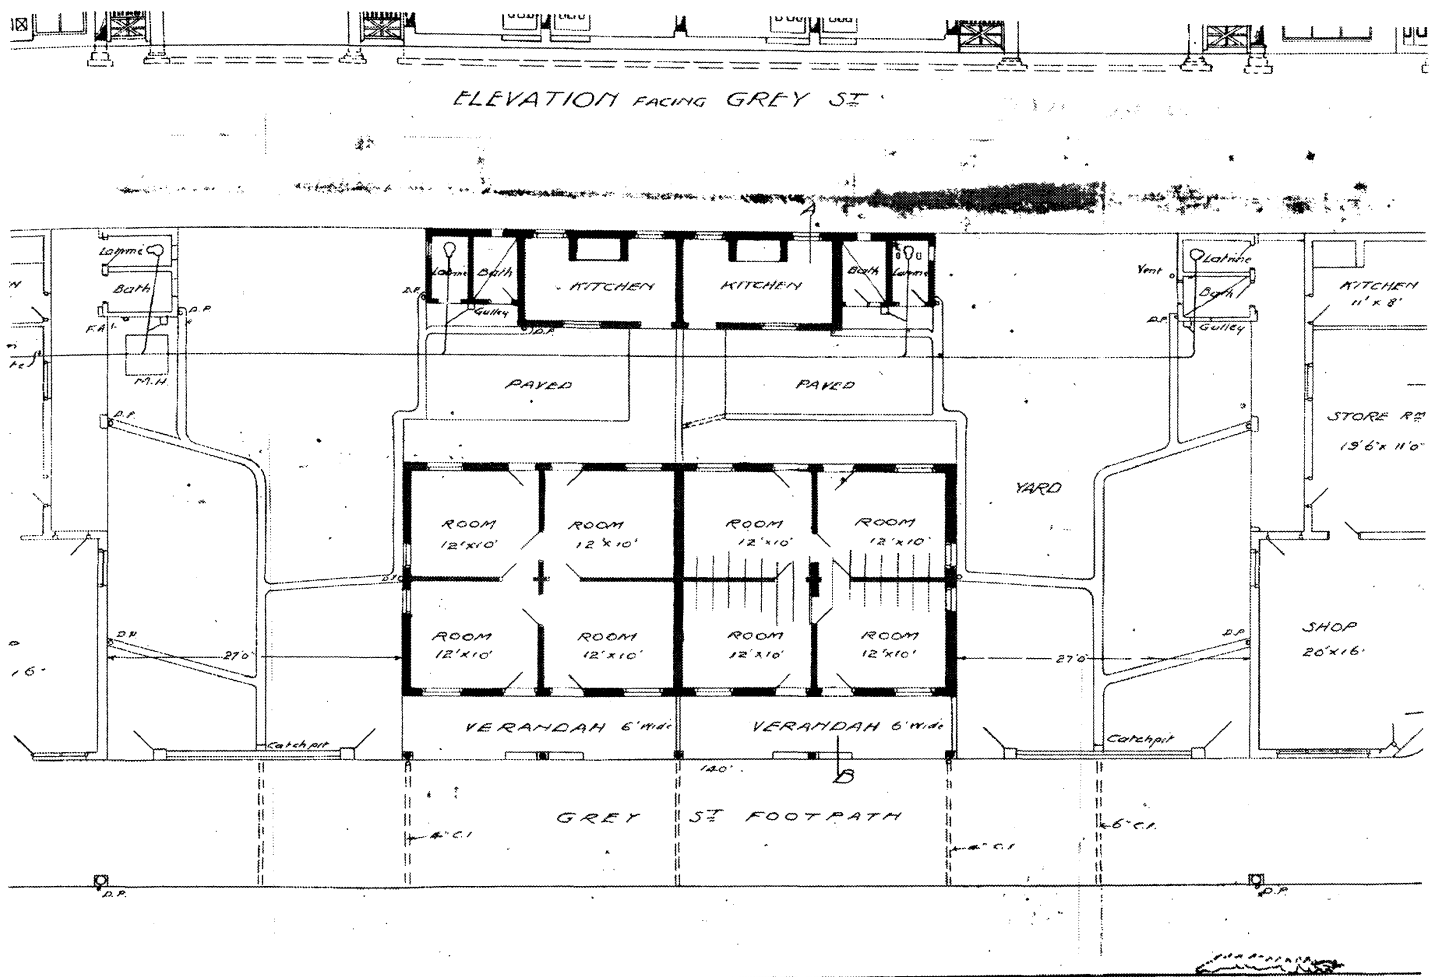 ELEVATION FACING GREY ST
A
Latrine
Bath
D.P.
F.A.I.
M.H.
D.P.
D.P.
Latrine
Bath
KITCHEN
KITCHEN
Bath
Latrine
D.P.
Gulley
D.P.
PAVED
PAVED
Vent
Latrine
Bath
D.P.
Gulley
KITCHEN
11' x 8'
STORE RM
19'6" x 11'0"
YARD
ROOM
12' x 10'
ROOM
12' x 10'
ROOM
12' x 10'
ROOM
12' x 10'
D.P.
ROOM
12' x 10'
ROOM
12' x 10'
ROOM
12' x 10'
ROOM
12' x 10'
27'0"
27'0"
D.P.
SHOP
20' x 16'
VERANDAH 6' Wide
VERANDAH 6' Wide
Catchpit
Catchpit
140'
B
GREY ST FOOTPATH
4" C.I.
4" C.I.
6" C.I.
D.P.
D.P.